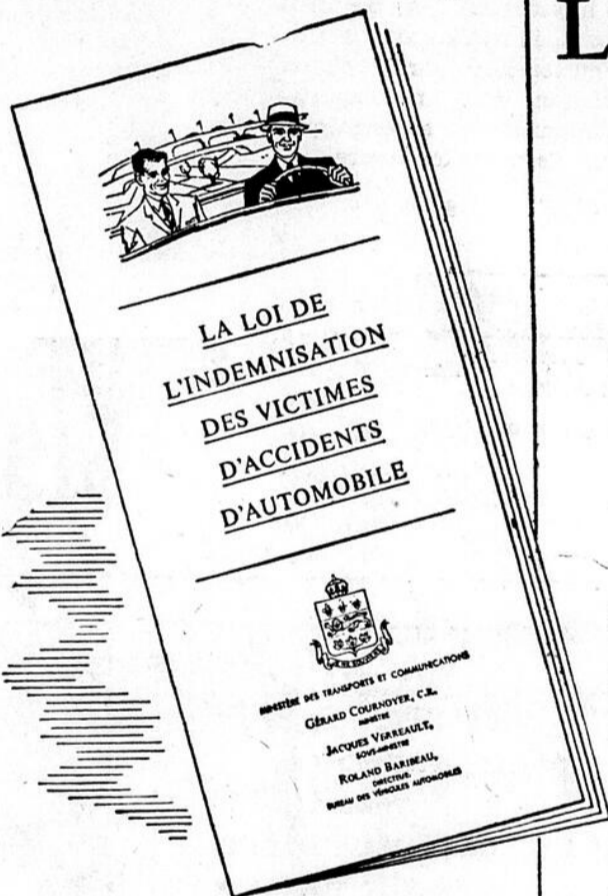 L
LA LOI DE
L'INDEMNISATION
DES VICTIMES
D'ACCIDENTS
D'AUTOMOBILE
MINISTÈRE DES TRANSPORTS ET COMMUNICATIONS
GÉRARD COURNOYER, C.R.
MINISTRE
JACQUES VERREAULT,
SOUS-MINISTRE
ROLAND BARIBEAU,
DIRECTEUR
BUREAU DES VÉHICULES AUTOMOBILES